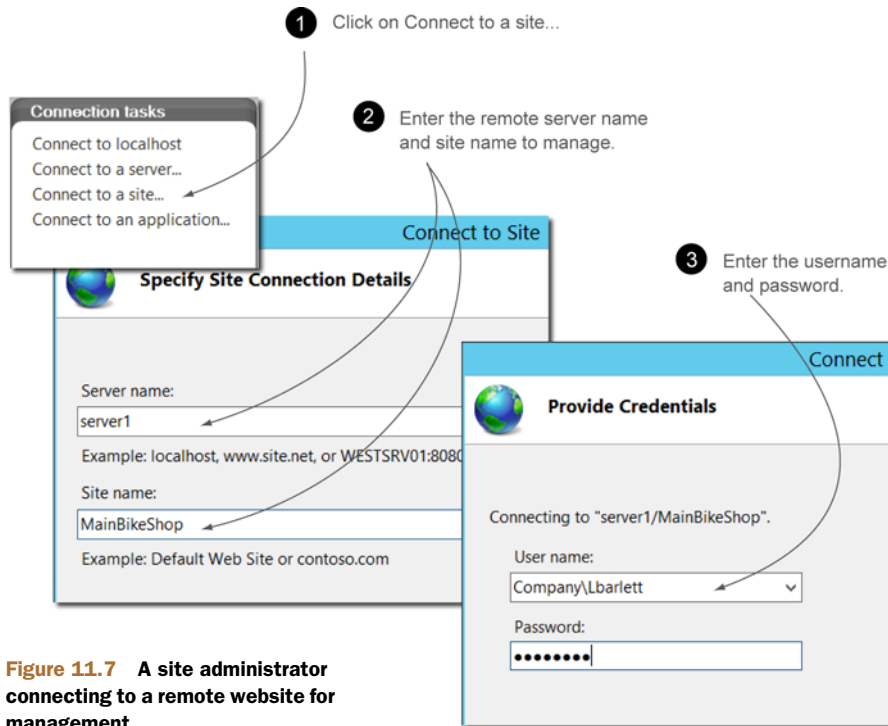 1 Click on Connect to a site...
Connection tasks
Connect to localhost
Connect to a server...
Connect to a site...
Connect to an application...
2 Enter the remote server name
and site name to manage.
Connect to Site
Specify Site Connection Details
Server name:
server1
Example: localhost, www.site.net, or WESTSRV01:8080
Site name:
MainBikeShop
Example: Default Web Site or contoso.com
3 Enter the username
and password.
Connect
Provide Credentials
Connecting to "server1/MainBikeShop".
User name:
Company\Lbarlett
Password:
••••••••
Figure 11.7 A site administrator
connecting to a remote website for
management